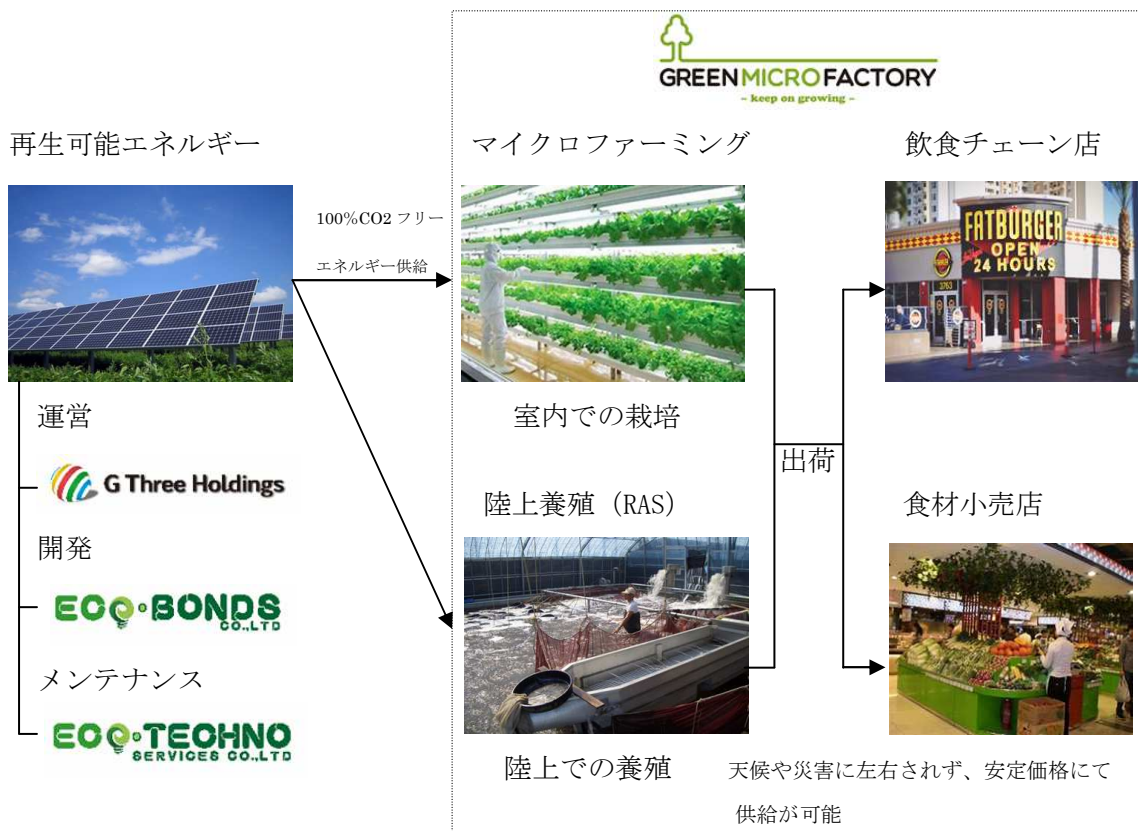 GREEN MICRO FACTORY
– keep on growing –
再生可能エネルギー
100%CO2 フリー
エネルギー供給
運営
G Three Holdings
開発
ECO・BONDS
CO.,LTD
メンテナンス
ECO・TECHNO
SERVICES CO.,LTD
マイクロファーミング
室内での栽培
陸上養殖（RAS）
陸上での養殖
出荷
飲食チェーン店
FATBURGER
OPEN
24 HOURS
3763
食材小売店
天候や災害に左右されず、安定価格にて
供給が可能